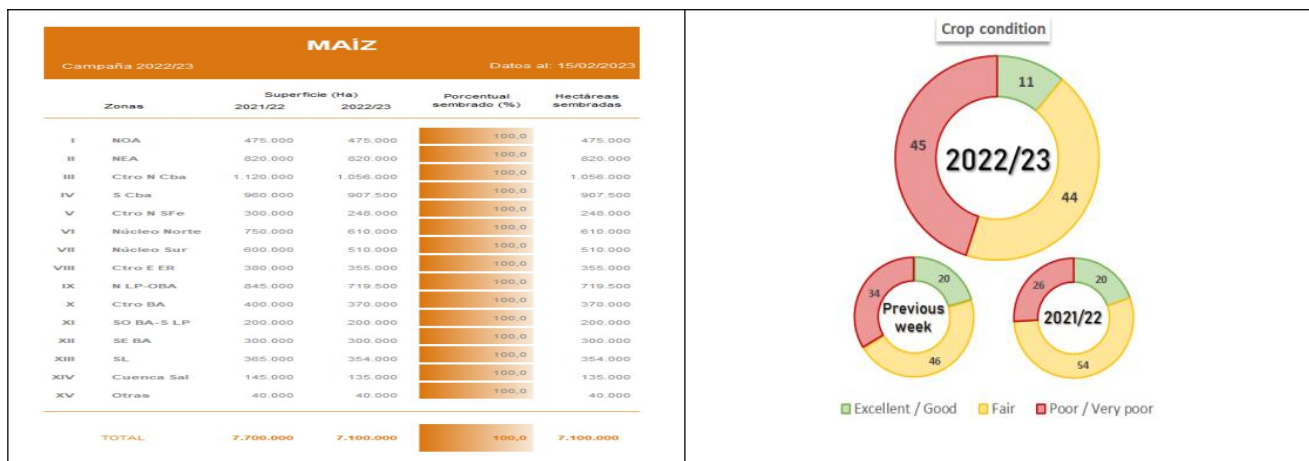 MAÍZ
Campaña 2022/23 Datos al: 15/02/2023
Superficie (Ha) Porcentual Hectáreas
Zonas 2021/22 2022/23 sembrado (%) sembradas
I NOA 475.000 475.000 100,0 475.000
II NEA 820.000 820.000 100,0 820.000
III Ctro N Cba 1.120.000 1.056.000 100,0 1.056.000
IV S Cba 960.000 907.500 100,0 907.500
V Ctro N SFe 300.000 248.000 100,0 248.000
VI Núcleo Norte 750.000 610.000 100,0 610.000
VII Núcleo Sur 600.000 510.000 100,0 510.000
VIII Ctro E ER 380.000 355.000 100,0 355.000
IX N LP-OBA 845.000 719.500 100,0 719.500
X Ctro BA 400.000 370.000 100,0 370.000
XI SO BA-S LP 200.000 200.000 100,0 200.000
XII SE BA 300.000 300.000 100,0 300.000
XIII SL 365.000 354.000 100,0 354.000
XIV Cuenca Sal 145.000 135.000 100,0 135.000
XV Otras 40.000 40.000 100,0 40.000
TOTAL 7.700.000 7.100.000 100,0 7.100.000
Crop condition
11
45
2022/23
44
20
34
Previous
week
46
20
26
2021/22
54
Excellent / Good Fair Poor / Very poor